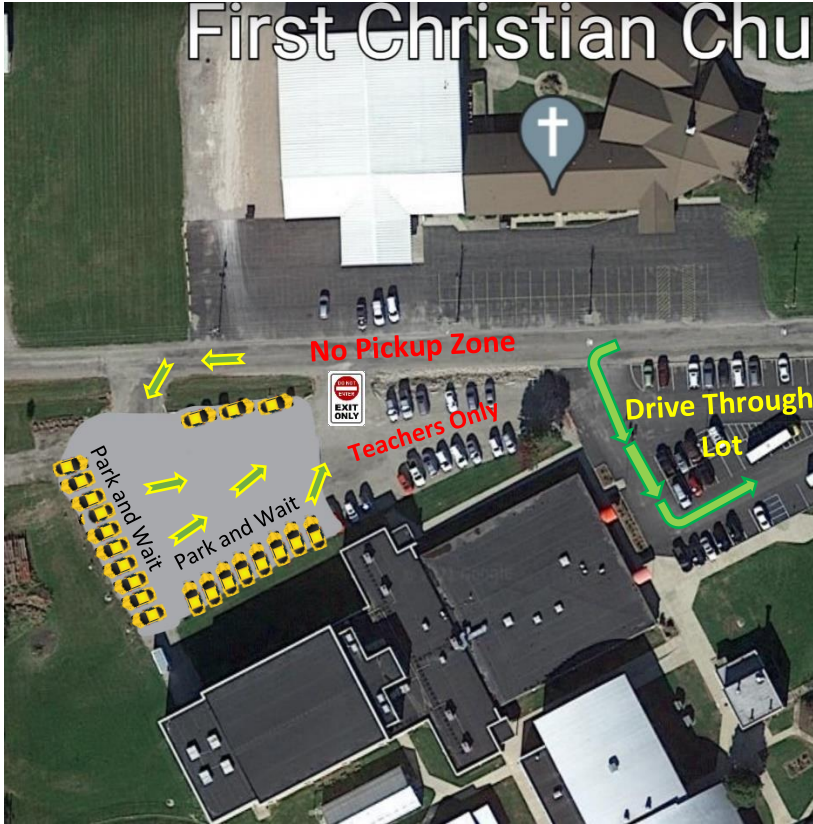 First Christian Chu
No Pickup Zone
DO NOT
ENTER
EXIT
ONLY
Teachers Only
Drive Through
Lot
Park and Wait
Park and Wait